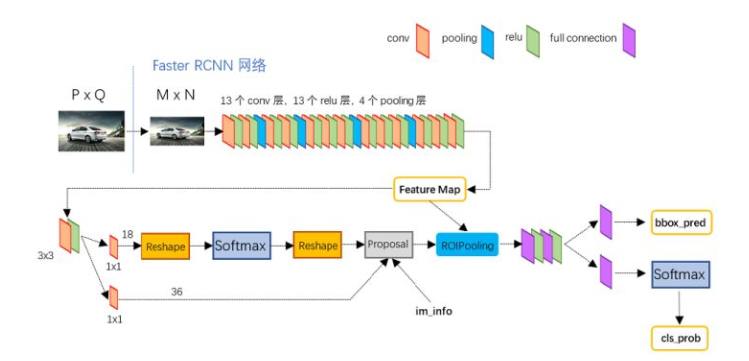 conv
pooling
relu
full connection
Faster RCNN 网络
P x Q
M x N
13 个 conv 层, 13 个 relu 层, 4 个 pooling 层
Feature Map
3x3
18
1x1
Reshape
Softmax
Reshape
Proposal
ROIPooling
bbox_pred
36
1x1
im_info
Softmax
cls_prob